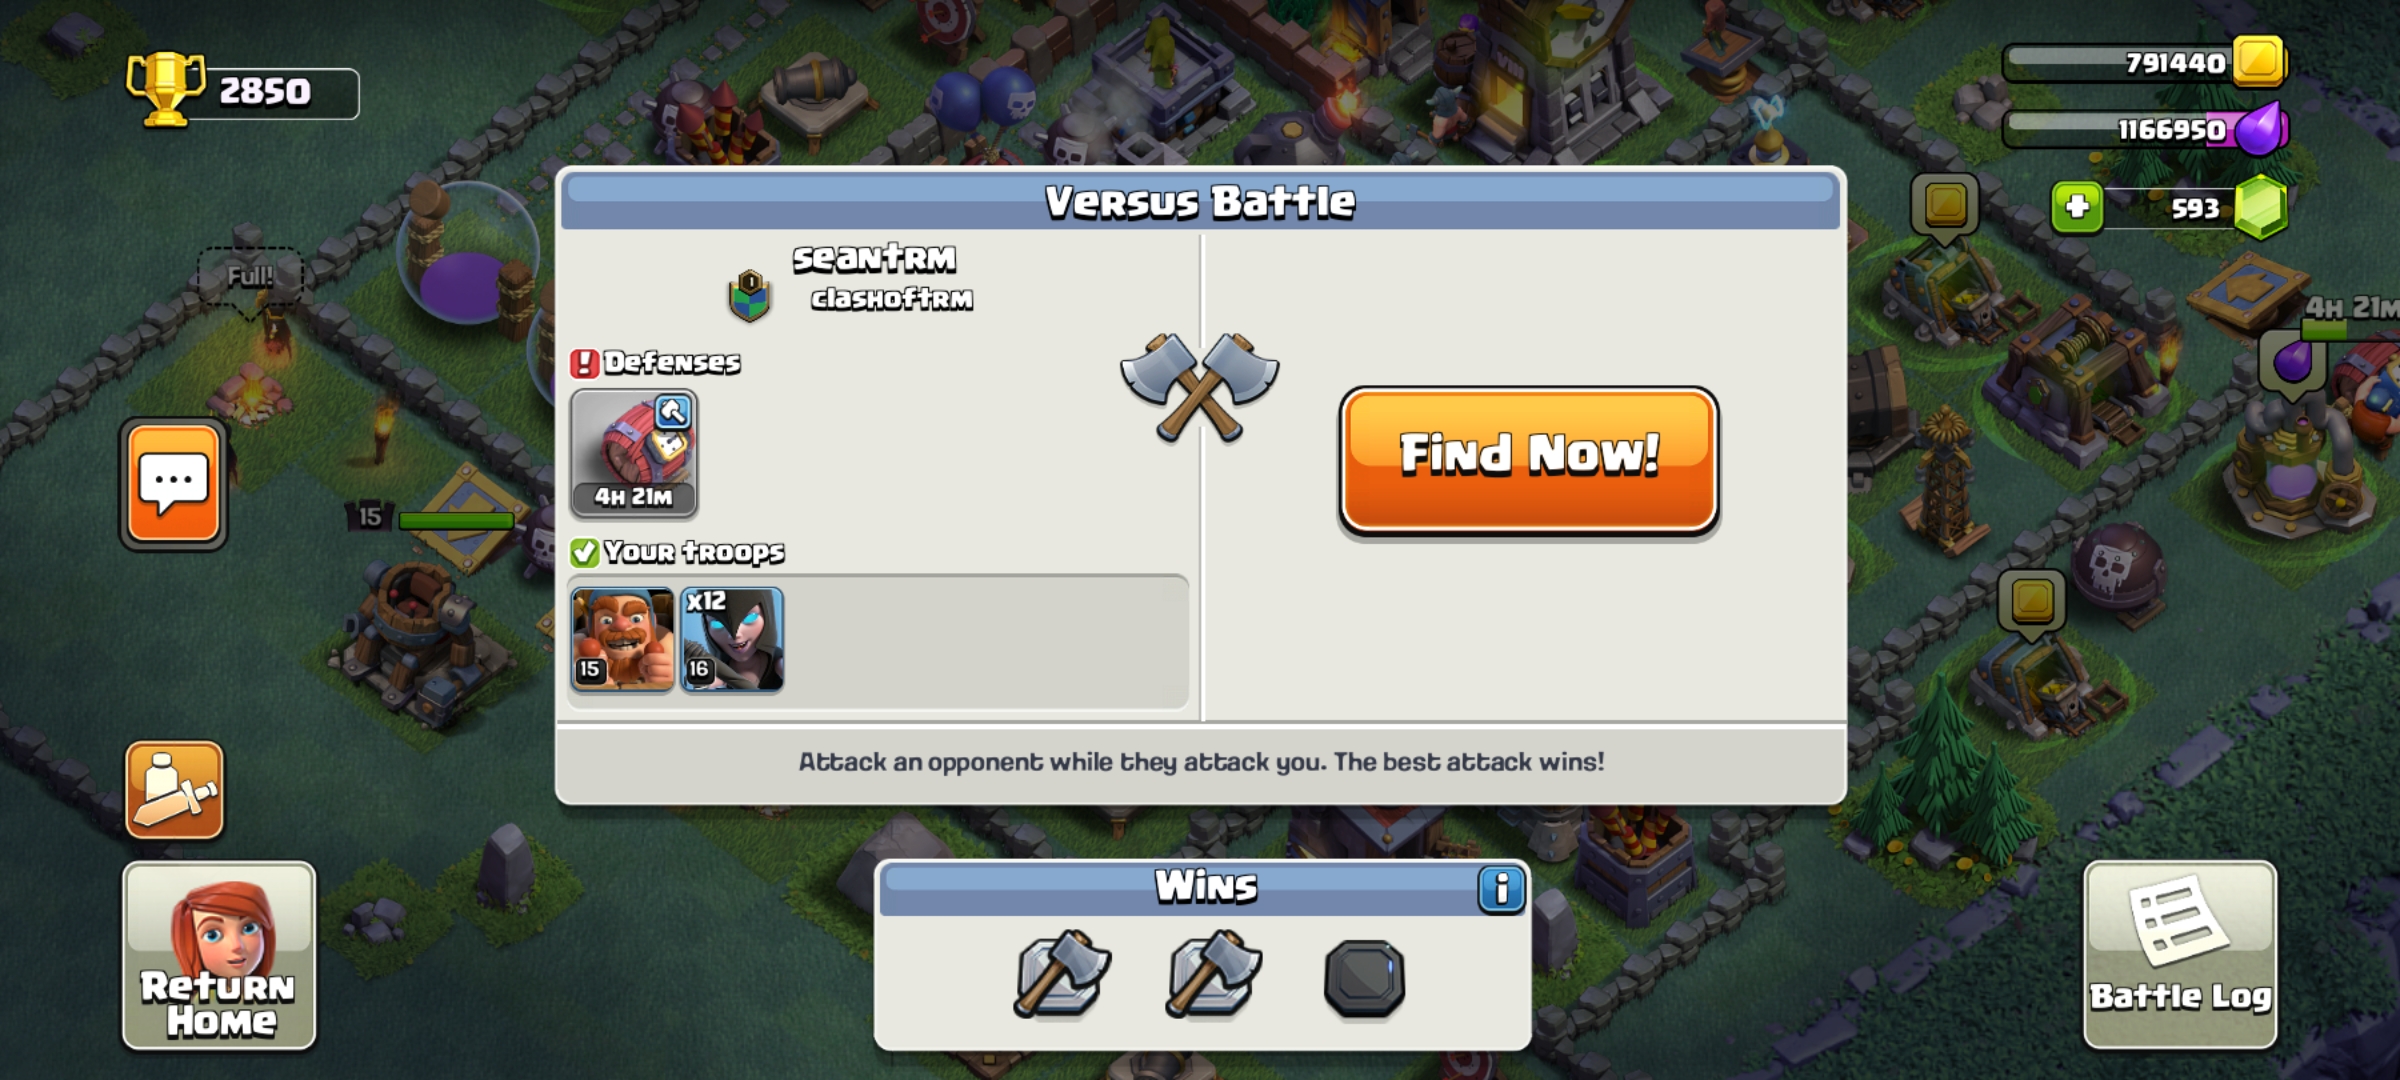 2850
791440
1166950
593
Versus Battle
seantrm
clashoftrm
Full!
4H 21M
Defenses
4H 21M
Find Now!
15
Your troops
x12
15
16
Attack an opponent while they attack you. The best attack wins!
Wins
i
Return
Home
Battle Log